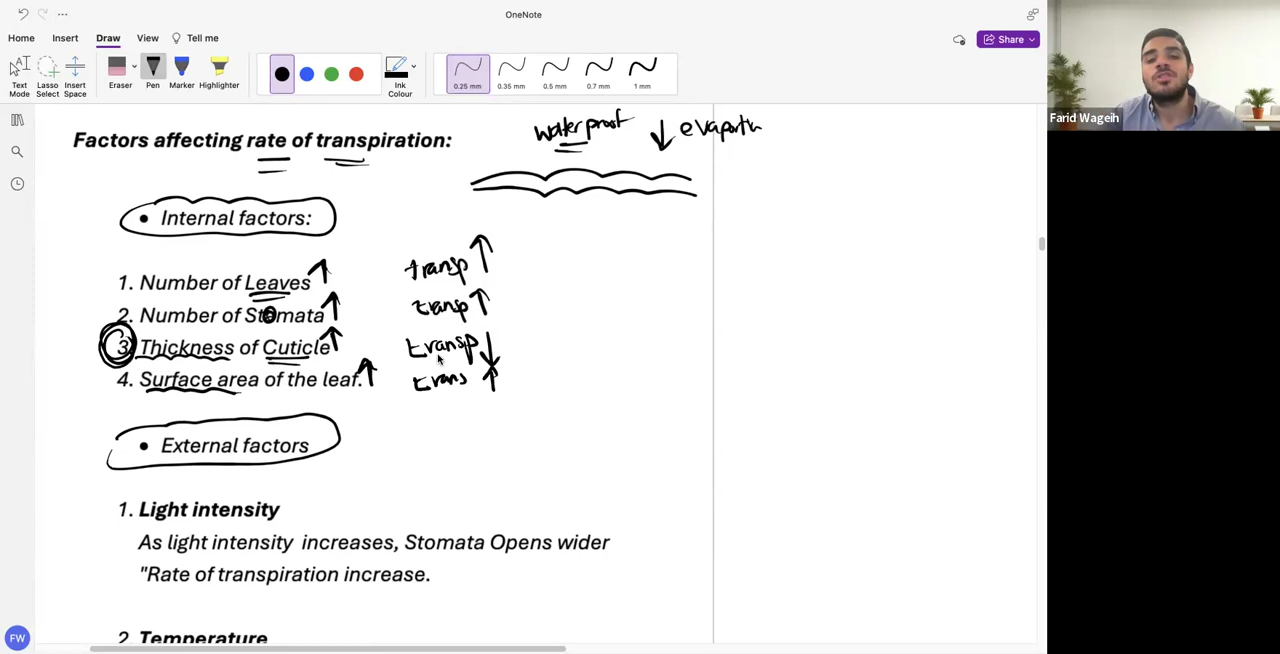 OneNote
Home Insert Draw View Tell me
Share
Text Mode
Lasso Select
Insert Space
Eraser
Pen
Marker
Highlighter
Ink Colour
0.25 mm
0.35 mm
0.5 mm
0.7 mm
1 mm
Farid Wageih
waterproof ↓
Factors affecting rate of transpiration:
• Internal factors:
1. Number of Leaves ↑ transp ↑
2. Number of Stomata ↑ transp ↑
3. Thickness of Cuticle ↑ transp ↓
4. Surface area of the leaf. ↑ trans ↑
• External factors
1. Light intensity
As light intensity increases, Stomata Opens wider
"Rate of transpiration increase.
2. Temperature
FW